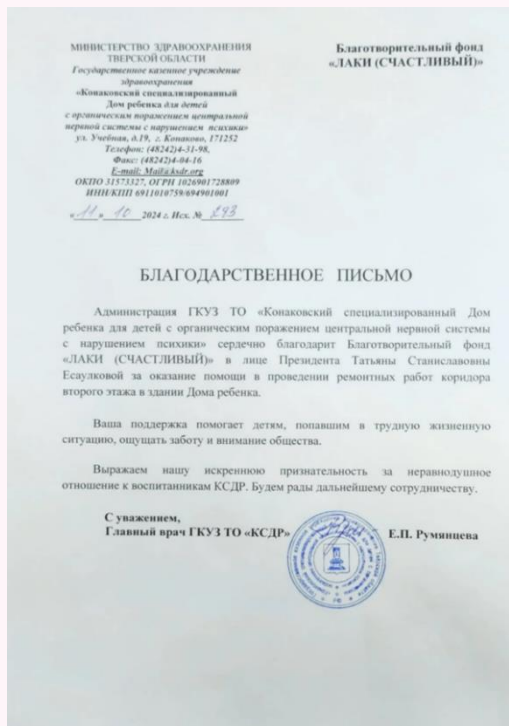 МИНИСТЕРСТВО ЗДРАВООХРАНЕНИЯ
ТВЕРСКОЙ ОБЛАСТИ
Государственное казенное учреждение
здравоохранения
«Конаковский специализированный
Дом ребенка для детей
с органическим поражением центральной
нервной системы с нарушением психики»
ул. Учебная, д.19, г. Конаково, 171252
Телефон: (48242)4-31-98,
Факс: (48242)4-04-16
E-mail: Mail@ksdr.org
ОКПО 31573327, ОГРН 1026901728809
ИНН/КПП 6911010759/694901001
« 11 » 10 2024 г. Исх. № 293
Благотворительный фонд
«ЛАКИ (СЧАСТЛИВЫЙ)»
БЛАГОДАРСТВЕННОЕ ПИСЬМО
Администрация ГКУЗ ТО «Конаковский специализированный Дом
ребенка для детей с органическим поражением центральной нервной системы
с нарушением психики» сердечно благодарит Благотворительный фонд
«ЛАКИ (СЧАСТЛИВЫЙ)» в лице Президента Татьяны Станиславовны
Есаулковой за оказание помощи в проведении ремонтных работ коридора
второго этажа в здании Дома ребенка.
Ваша поддержка помогает детям, попавшим в трудную жизненную
ситуацию, ощущать заботу и внимание общества.
Выражаем нашу искреннюю признательность за неравнодушное
отношение к воспитанникам КСДР. Будем рады дальнейшему сотрудничеству.
С уважением,
Главный врач ГКУЗ ТО «КСДР» Е.П. Румянцева